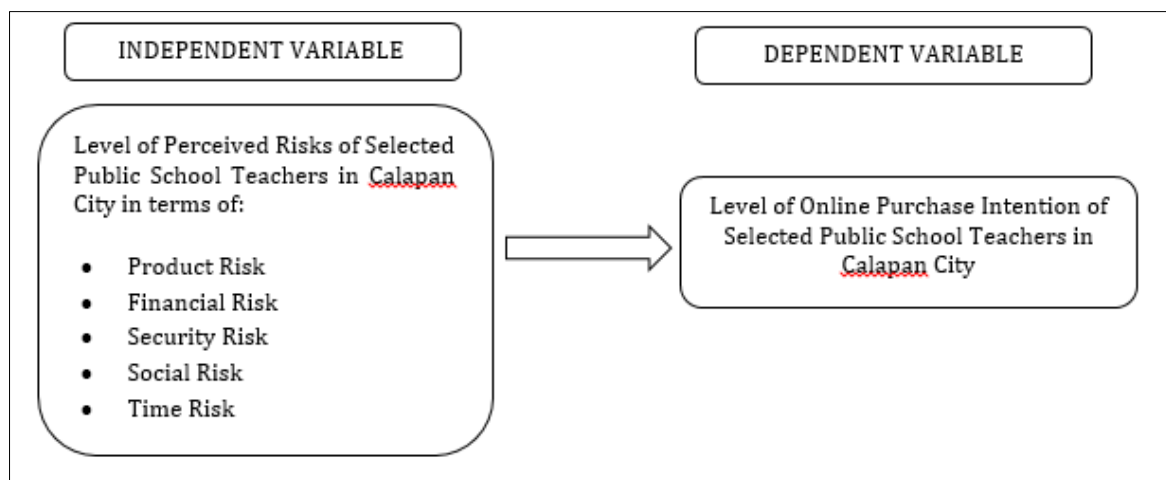 INDEPENDENT VARIABLE
Level of Perceived Risks of Selected
Public School Teachers in Calapan
City in terms of:
● Product Risk
● Financial Risk
● Security Risk
● Social Risk
● Time Risk
DEPENDENT VARIABLE
Level of Online Purchase Intention of
Selected Public School Teachers in
Calapan City